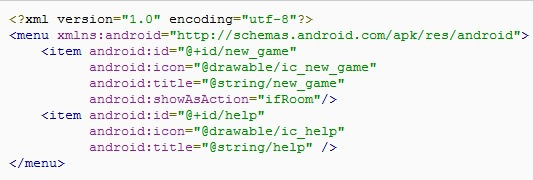 <?xml version="1.0" encoding="utf-8"?>
<menu xmlns:android="http://schemas.android.com/apk/res/android">
    <item android:id="@+id/new_game"
          android:icon="@drawable/ic_new_game"
          android:title="@string/new_game"
          android:showAsAction="ifRoom"/>
    <item android:id="@+id/help"
          android:icon="@drawable/ic_help"
          android:title="@string/help" />
</menu>